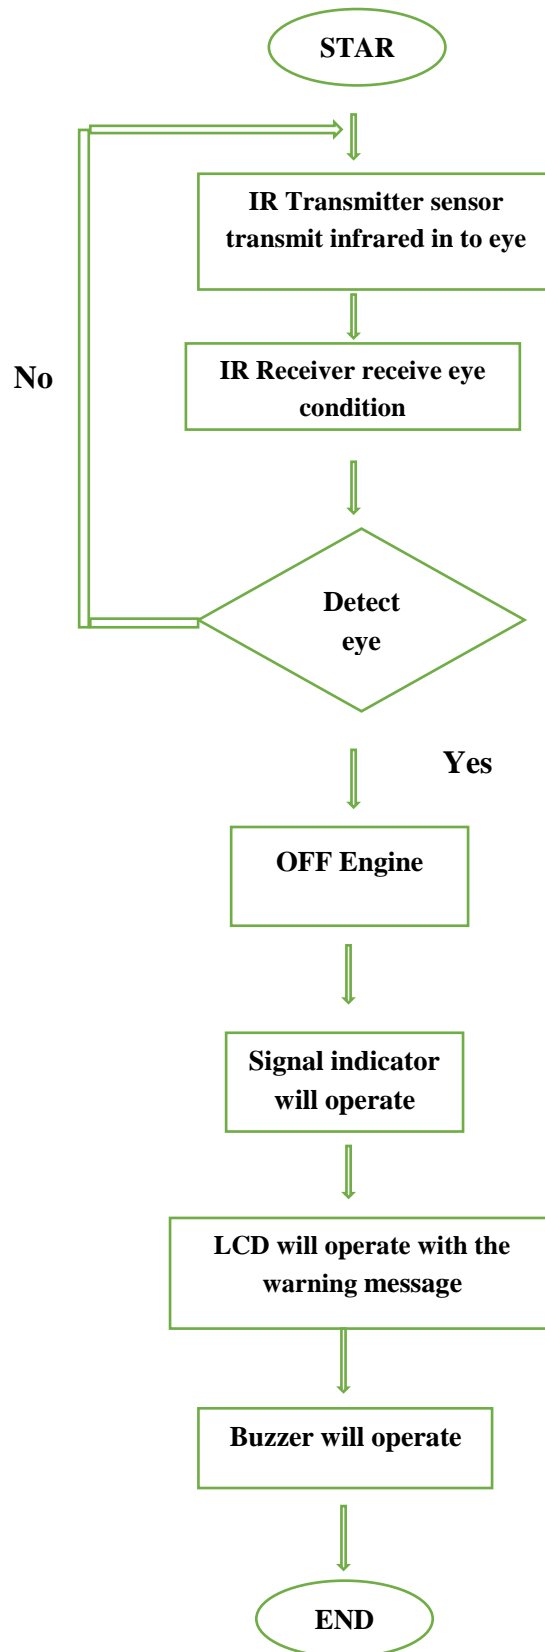 STAR
IR Transmitter sensor
transmit infrared in to eye
No
IR Receiver receive eye
condition
Detect
eye
Yes
OFF Engine
Signal indicator
will operate
LCD will operate with the
warning message
Buzzer will operate
END